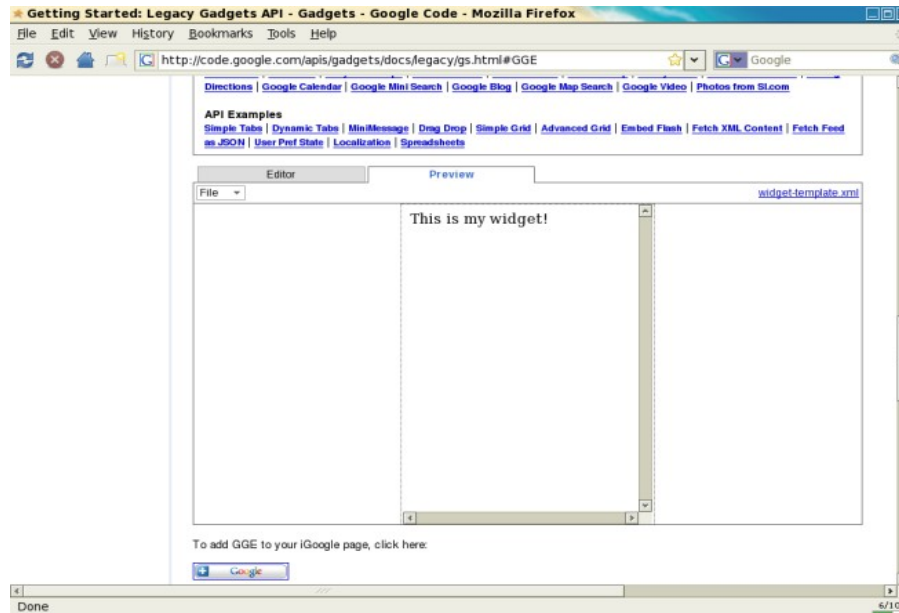 Getting Started: Legacy Gadgets API - Gadgets - Google Code - Mozilla Firefox
File Edit View History Bookmarks Tools Help
http://code.google.com/apis/gadgets/docs/legacy/gs.html#GGE
Google
Directions | Google Calendar | Google Mini Search | Google Blog | Google Map Search | Google Video | Photos from SI.com
API Examples
Simple Tabs | Dynamic Tabs | MiniMessage | Drag Drop | Simple Grid | Advanced Grid | Embed Flash | Fetch XML Content | Fetch Feed
as JSON | User Pref State | Localization | Spreadsheets
Editor Preview
File widget-template.xml
This is my widget!
To add GGE to your iGoogle page, click here:
Google
Done